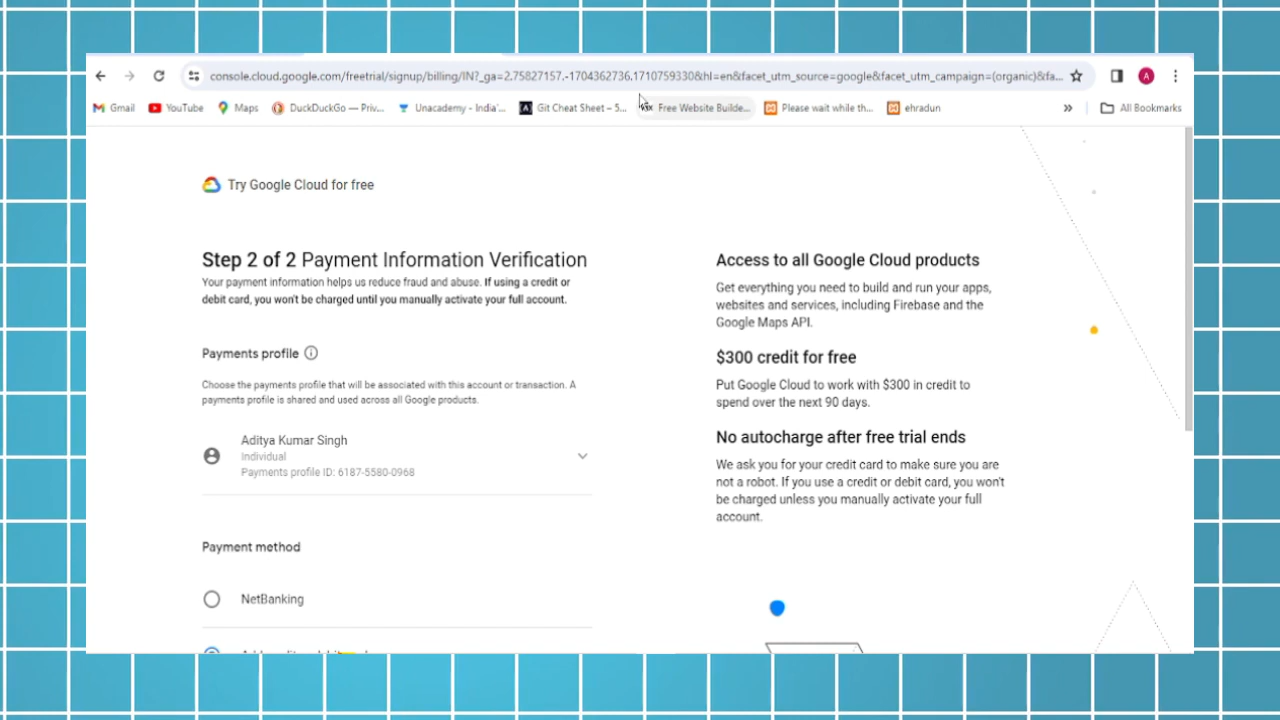 console.cloud.google.com/freetrial/signup/billing/IN?_ga=2.75827157.-1704362736.1710759330&hl=en&facet_utm_source=google&facet_utm_campaign=(organic)&fa...
A
Gmail YouTube Maps DuckDuckGo — Priv... Unacademy - India'... Git Cheat Sheet – 5... Free Website Builde... Please wait while th... ehradun » All Bookmarks
Try Google Cloud for free
Step 2 of 2 Payment Information Verification
Your payment information helps us reduce fraud and abuse. If using a credit or
debit card, you won't be charged until you manually activate your full account.
Payments profile
Choose the payments profile that will be associated with this account or transaction. A
payments profile is shared and used across all Google products.
Aditya Kumar Singh
Individual
Payments profile ID: 6187-5580-0968
Payment method
NetBanking
Access to all Google Cloud products
Get everything you need to build and run your apps,
websites and services, including Firebase and the
Google Maps API.
$300 credit for free
Put Google Cloud to work with $300 in credit to
spend over the next 90 days.
No autocharge after free trial ends
We ask you for your credit card to make sure you are
not a robot. If you use a credit or debit card, you won't
be charged unless you manually activate your full
account.